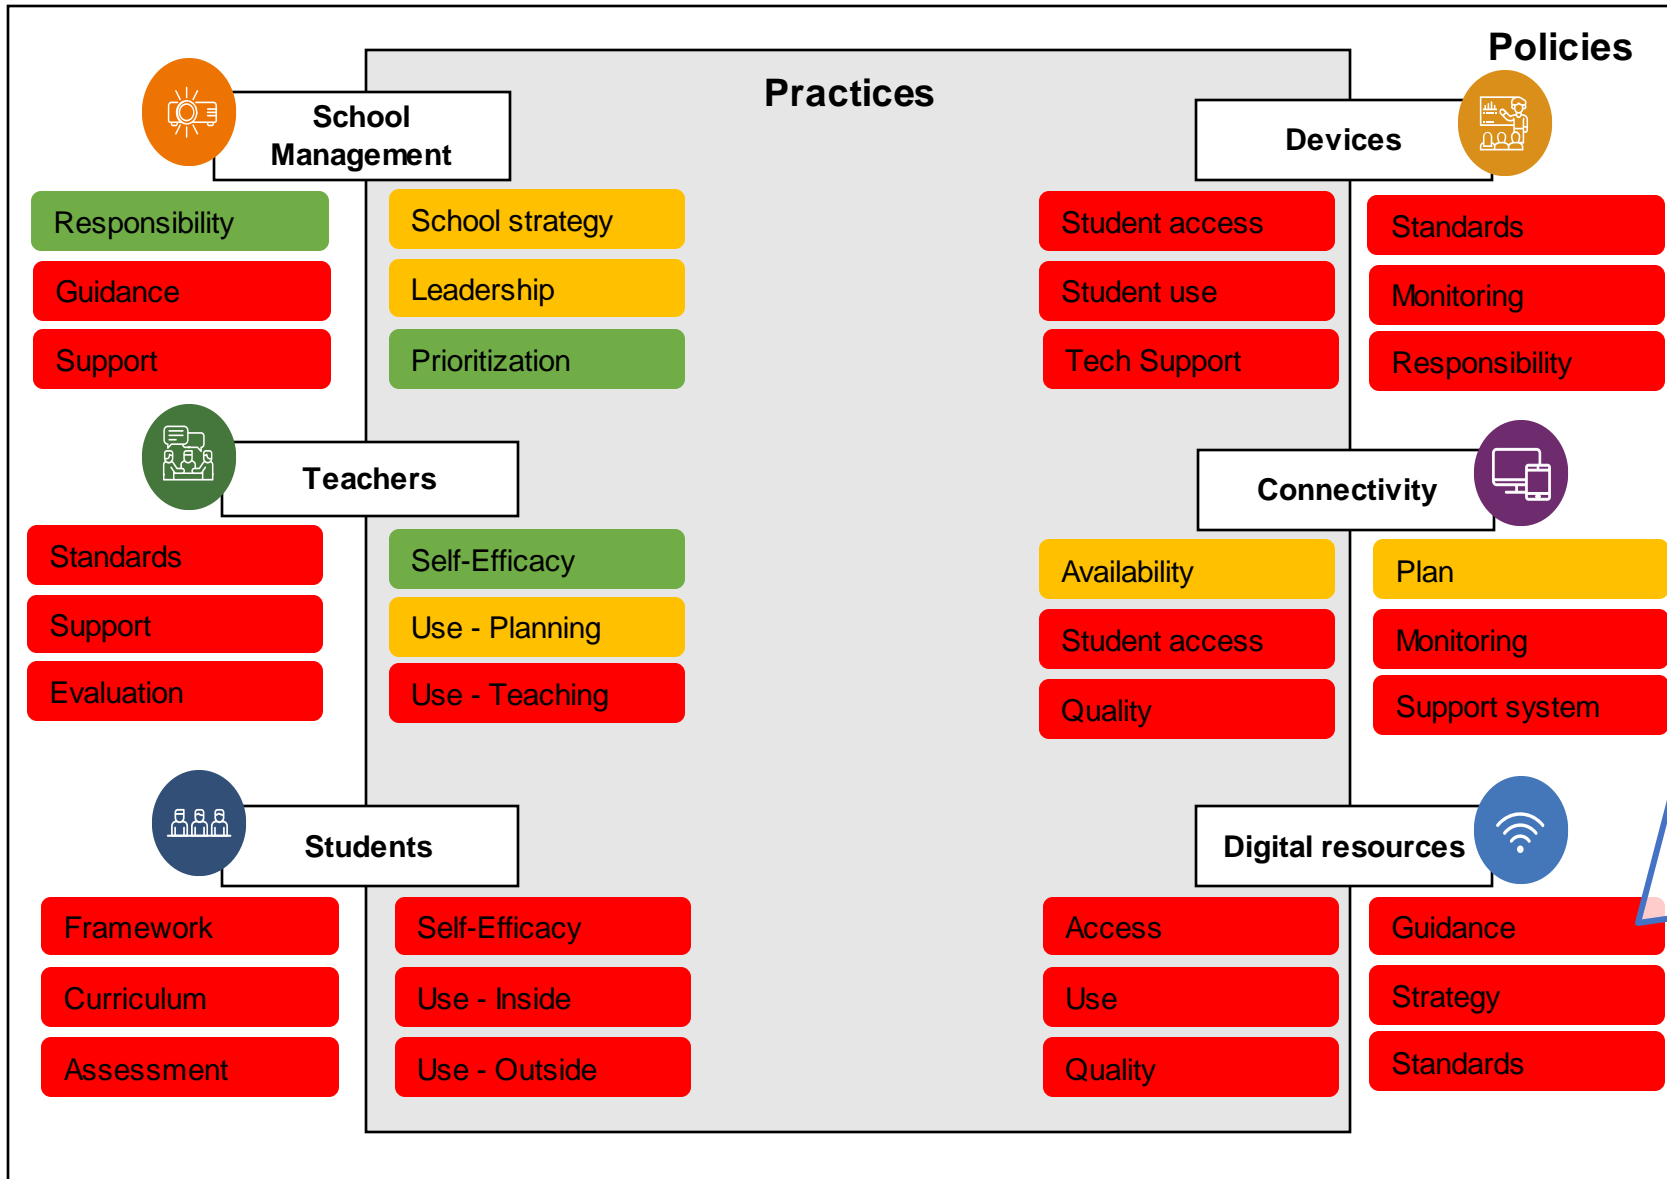 Policies
Practices
School
Management
Responsibility
Guidance
Support
School strategy
Leadership
Prioritization
Devices
Student access
Student use
Tech Support
Standards
Monitoring
Responsibility
Teachers
Standards
Support
Evaluation
Self-Efficacy
Use - Planning
Use - Teaching
Connectivity
Availability
Student access
Quality
Plan
Monitoring
Support system
Students
Framework
Curriculum
Assessment
Self-Efficacy
Use - Inside
Use - Outside
Digital resources
Access
Use
Quality
Guidance
Strategy
Standards